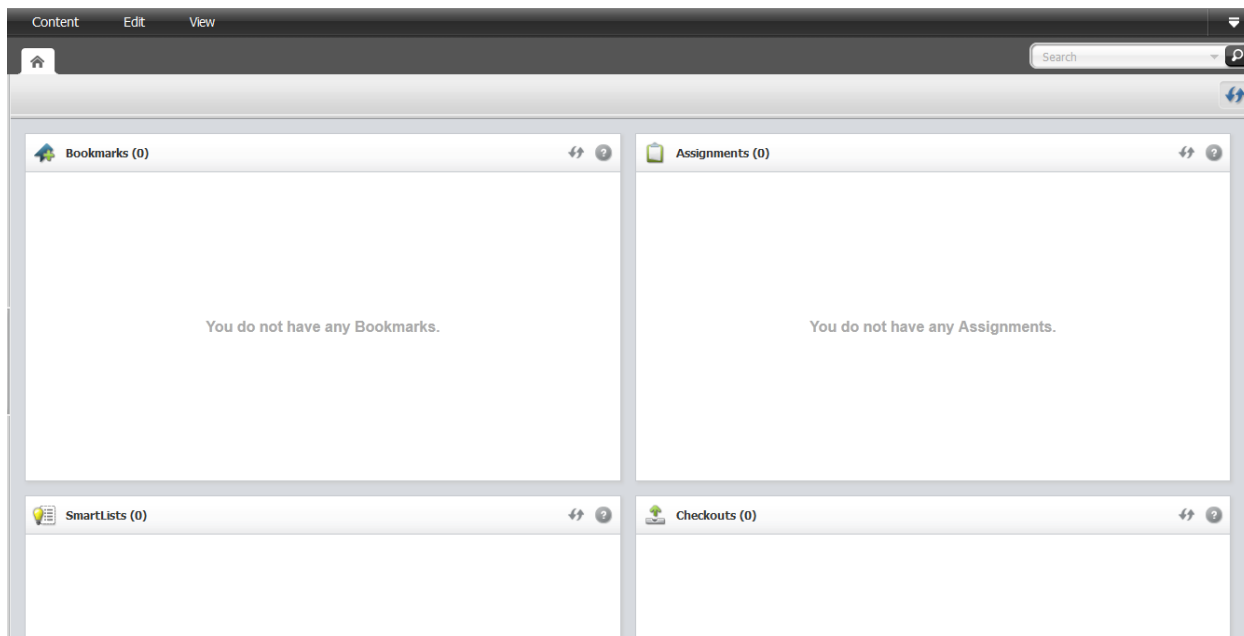 Content Edit View
Search
Bookmarks (0)
Assignments (0)
You do not have any Bookmarks.
You do not have any Assignments.
SmartLists (0)
Checkouts (0)